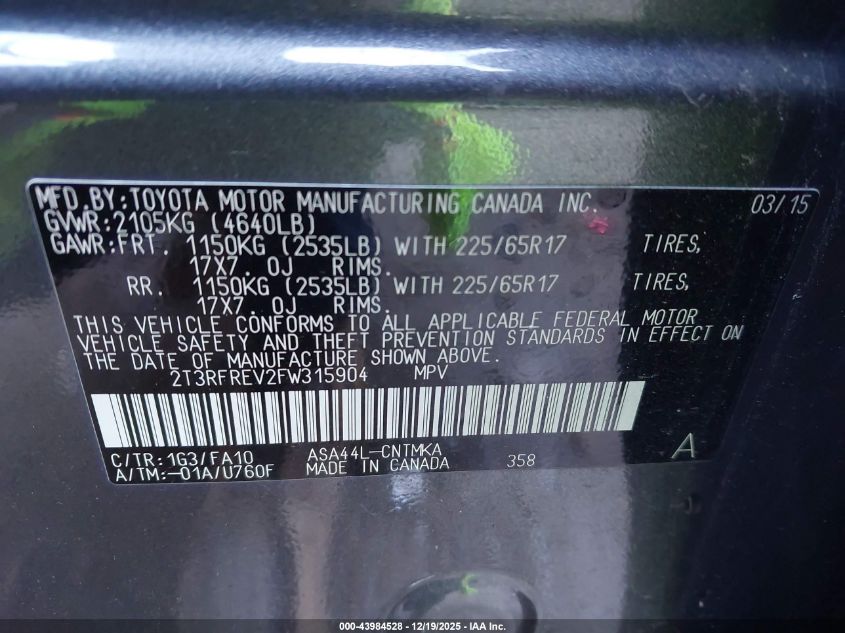 MFD.BY:TOYOTA MOTOR MANUFACTURING CANADA INC. 03/15
GVWR:2105KG (4640LB)
GAWR:FRT. 1150KG (2535LB) WITH 225/65R17 TIRES,
17X7.0J RIMS.
RR. 1150KG (2535LB) WITH 225/65R17 TIRES,
17X7.0J RIMS.
THIS VEHICLE CONFORMS TO ALL APPLICABLE FEDERAL MOTOR
VEHICLE SAFETY AND THEFT PREVENTION STANDARDS IN EFFECT ON
THE DATE OF MANUFACTURE SHOWN ABOVE.
2T3RFREV2FW315904 MPV
C/TR:1G3/FA10 ASA44L-CNTMKA A
A/TM:-01A/U760F MADE IN CANADA 358
000-43984528 - 12/19/2025 - IAA Inc.